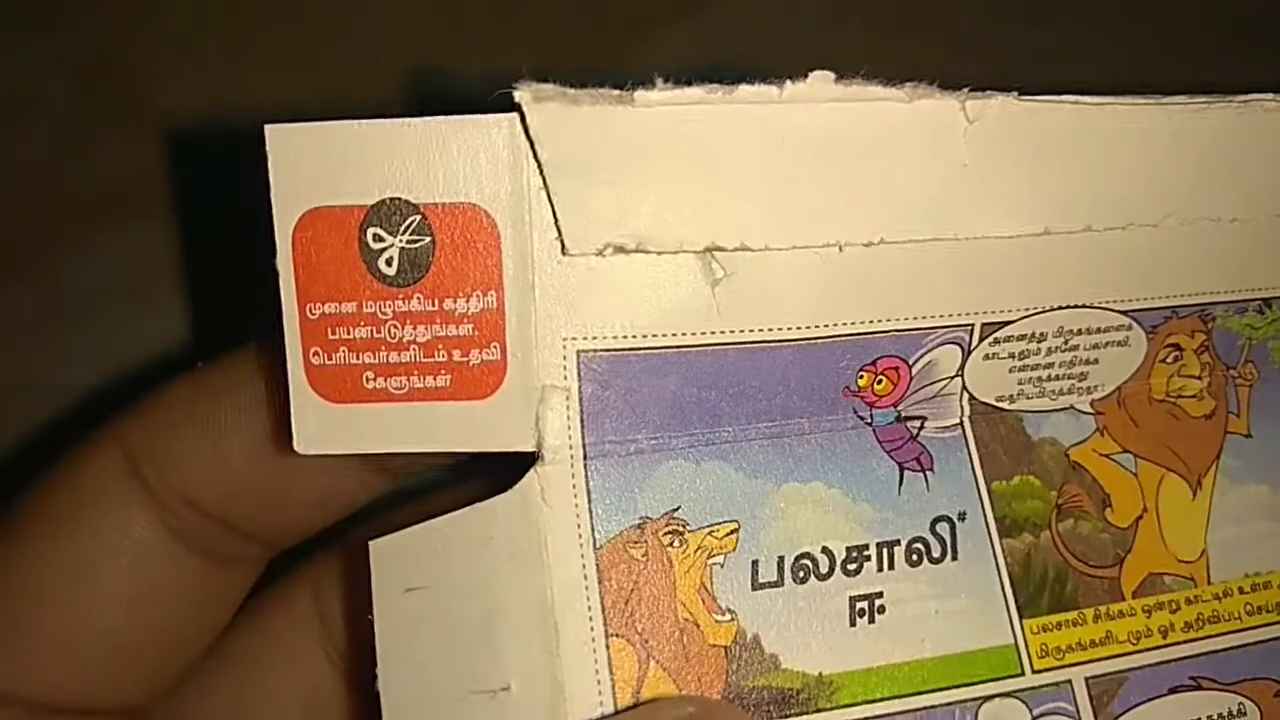 முனை மழுங்கிய கத்திரி
பயன்படுத்துங்கள்.
பெரியவர்களிடம் உதவி
கேளுங்கள்
பலசாலி#
ஈ
அனைத்து மிருகங்களைக்
காட்டிலும் நானே பலசாலி.
என்னை எதிர்க்க
யாருக்காவது
தைரியமிருக்கிறதா?
பலசாலி சிங்கம் ஒன்று காட்டில் உள்ள
மிருகங்களிடமும் ஓர் அறிவிப்பு